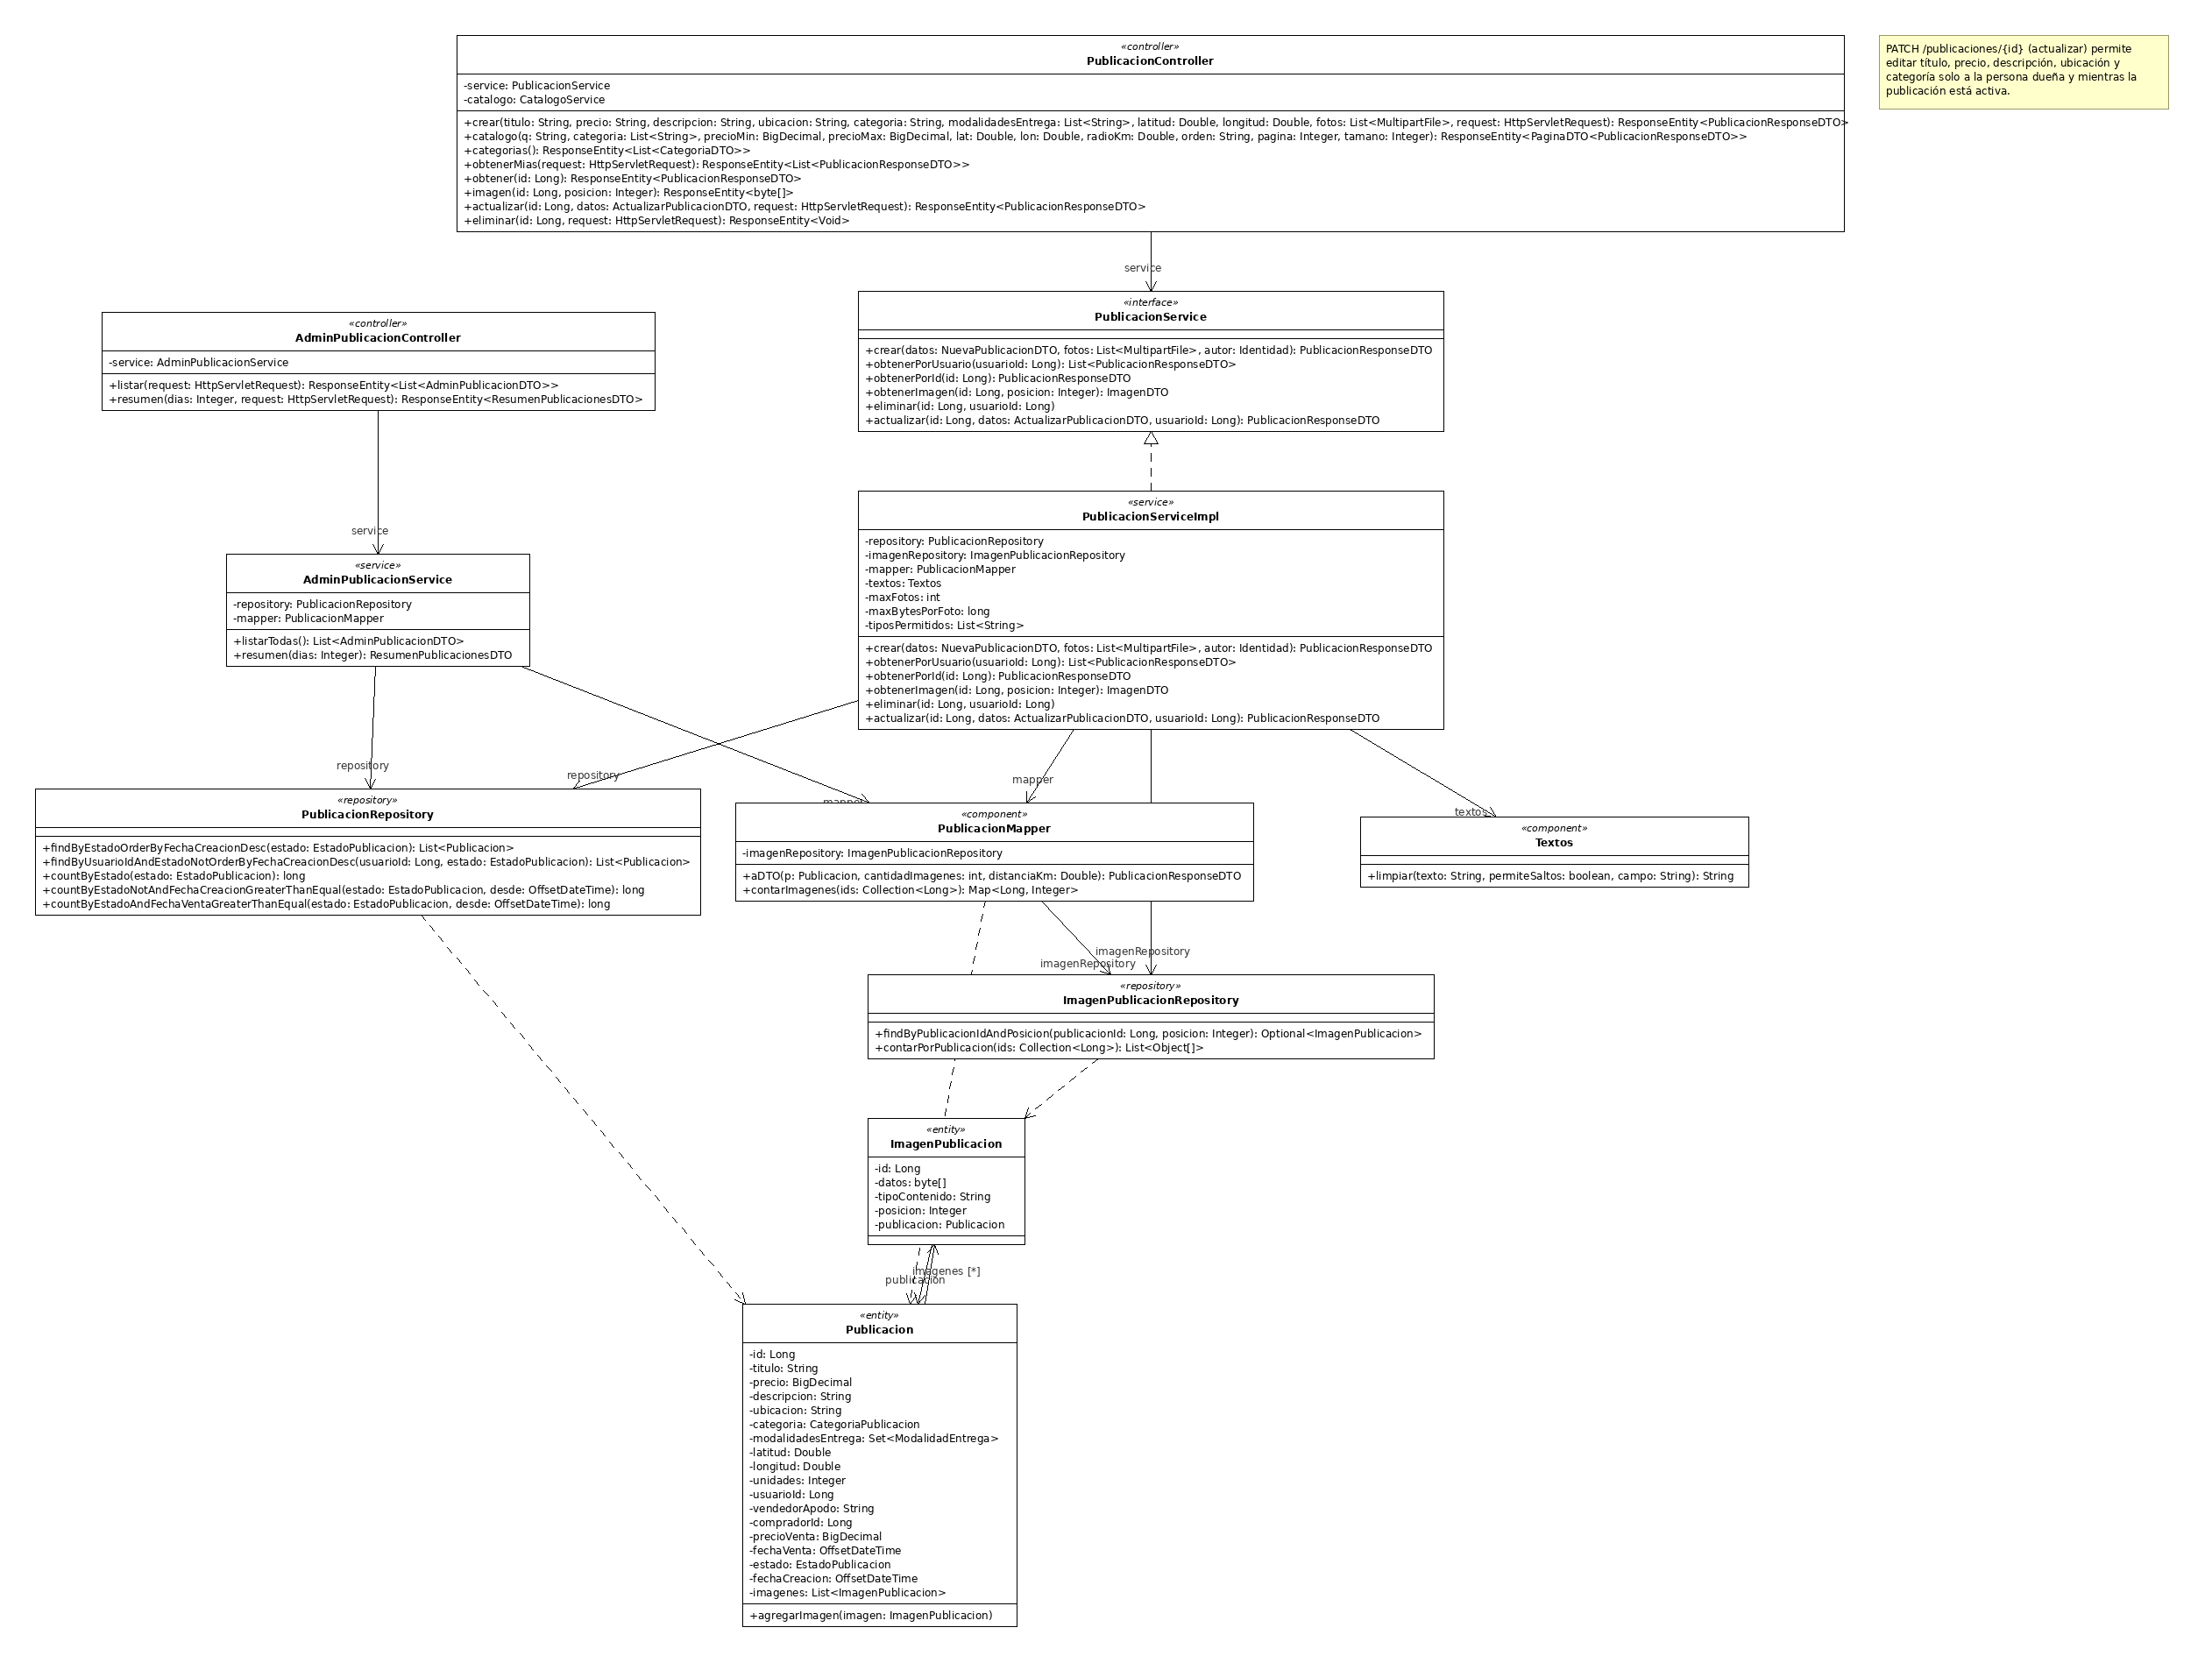 «controller»
PublicacionController
-service: PublicacionService
-catalogo: CatalogoService
+crear(titulo: String, precio: String, descripcion: String, ubicacion: String, categoria: String, modalidadesEntrega: List<String>, latitud: Double, longitud: Double, fotos: List<MultipartFile>, request: HttpServletRequest): ResponseEntity<PublicacionResponseDTO>
+catalogo(q: String, categoria: List<String>, precioMin: BigDecimal, precioMax: BigDecimal, lat: Double, lon: Double, radioKm: Double, orden: String, pagina: Integer, tamano: Integer): ResponseEntity<PaginaDTO<PublicacionResponseDTO>>
+categorias(): ResponseEntity<List<CategoriaDTO>>
+obtenerMias(request: HttpServletRequest): ResponseEntity<List<PublicacionResponseDTO>>
+obtener(id: Long): ResponseEntity<PublicacionResponseDTO>
+imagen(id: Long, posicion: Integer): ResponseEntity<byte[]>
+actualizar(id: Long, datos: ActualizarPublicacionDTO, request: HttpServletRequest): ResponseEntity<PublicacionResponseDTO>
+eliminar(id: Long, request: HttpServletRequest): ResponseEntity<Void>
PATCH /publicaciones/{id} (actualizar) permite
editar título, precio, descripción, ubicación y
categoría solo a la persona dueña y mientras la
publicación está activa.
service
«interface»
PublicacionService
+crear(datos: NuevaPublicacionDTO, fotos: List<MultipartFile>, autor: Identidad): PublicacionResponseDTO
+obtenerPorUsuario(usuarioId: Long): List<PublicacionResponseDTO>
+obtenerPorId(id: Long): PublicacionResponseDTO
+obtenerImagen(id: Long, posicion: Integer): ImagenDTO
+eliminar(id: Long, usuarioId: Long)
+actualizar(id: Long, datos: ActualizarPublicacionDTO, usuarioId: Long): PublicacionResponseDTO
«controller»
AdminPublicacionController
-service: AdminPublicacionService
+listar(request: HttpServletRequest): ResponseEntity<List<AdminPublicacionDTO>>
+resumen(dias: Integer, request: HttpServletRequest): ResponseEntity<ResumenPublicacionesDTO>
service
«service»
PublicacionServiceImpl
-repository: PublicacionRepository
-imagenRepository: ImagenPublicacionRepository
-mapper: PublicacionMapper
-textos: Textos
-maxFotos: int
-maxBytesPorFoto: long
-tiposPermitidos: List<String>
+crear(datos: NuevaPublicacionDTO, fotos: List<MultipartFile>, autor: Identidad): PublicacionResponseDTO
+obtenerPorUsuario(usuarioId: Long): List<PublicacionResponseDTO>
+obtenerPorId(id: Long): PublicacionResponseDTO
+obtenerImagen(id: Long, posicion: Integer): ImagenDTO
+eliminar(id: Long, usuarioId: Long)
+actualizar(id: Long, datos: ActualizarPublicacionDTO, usuarioId: Long): PublicacionResponseDTO
«service»
AdminPublicacionService
-repository: PublicacionRepository
-mapper: PublicacionMapper
+listarTodas(): List<AdminPublicacionDTO>
+resumen(dias: Integer): ResumenPublicacionesDTO
repository
repository
mapper
mapper
textos
«repository»
PublicacionRepository
+findByEstadoOrderByFechaCreacionDesc(estado: EstadoPublicacion): List<Publicacion>
+findByUsuarioIdAndEstadoNotOrderByFechaCreacionDesc(usuarioId: Long, estado: EstadoPublicacion): List<Publicacion>
+countByEstado(estado: EstadoPublicacion): long
+countByEstadoNotAndFechaCreacionGreaterThanEqual(estado: EstadoPublicacion, desde: OffsetDateTime): long
+countByEstadoAndFechaVentaGreaterThanEqual(estado: EstadoPublicacion, desde: OffsetDateTime): long
«component»
PublicacionMapper
-imagenRepository: ImagenPublicacionRepository
+aDTO(p: Publicacion, cantidadImagenes: int, distanciaKm: Double): PublicacionResponseDTO
+contarImagenes(ids: Collection<Long>): Map<Long, Integer>
«component»
Textos
+limpiar(texto: String, permiteSaltos: boolean, campo: String): String
imagenRepository
imagenRepository
«repository»
ImagenPublicacionRepository
+findByPublicacionIdAndPosicion(publicacionId: Long, posicion: Integer): Optional<ImagenPublicacion>
+contarPorPublicacion(ids: Collection<Long>): List<Object[]>
«entity»
ImagenPublicacion
-id: Long
-datos: byte[]
-tipoContenido: String
-posicion: Integer
-publicacion: Publicacion
imagenes [*]
publicacion
«entity»
Publicacion
-id: Long
-titulo: String
-precio: BigDecimal
-descripcion: String
-ubicacion: String
-categoria: CategoriaPublicacion
-modalidadesEntrega: Set<ModalidadEntrega>
-latitud: Double
-longitud: Double
-unidades: Integer
-usuarioId: Long
-vendedorApodo: String
-compradorId: Long
-precioVenta: BigDecimal
-fechaVenta: OffsetDateTime
-estado: EstadoPublicacion
-fechaCreacion: OffsetDateTime
-imagenes: List<ImagenPublicacion>
+agregarImagen(imagen: ImagenPublicacion)